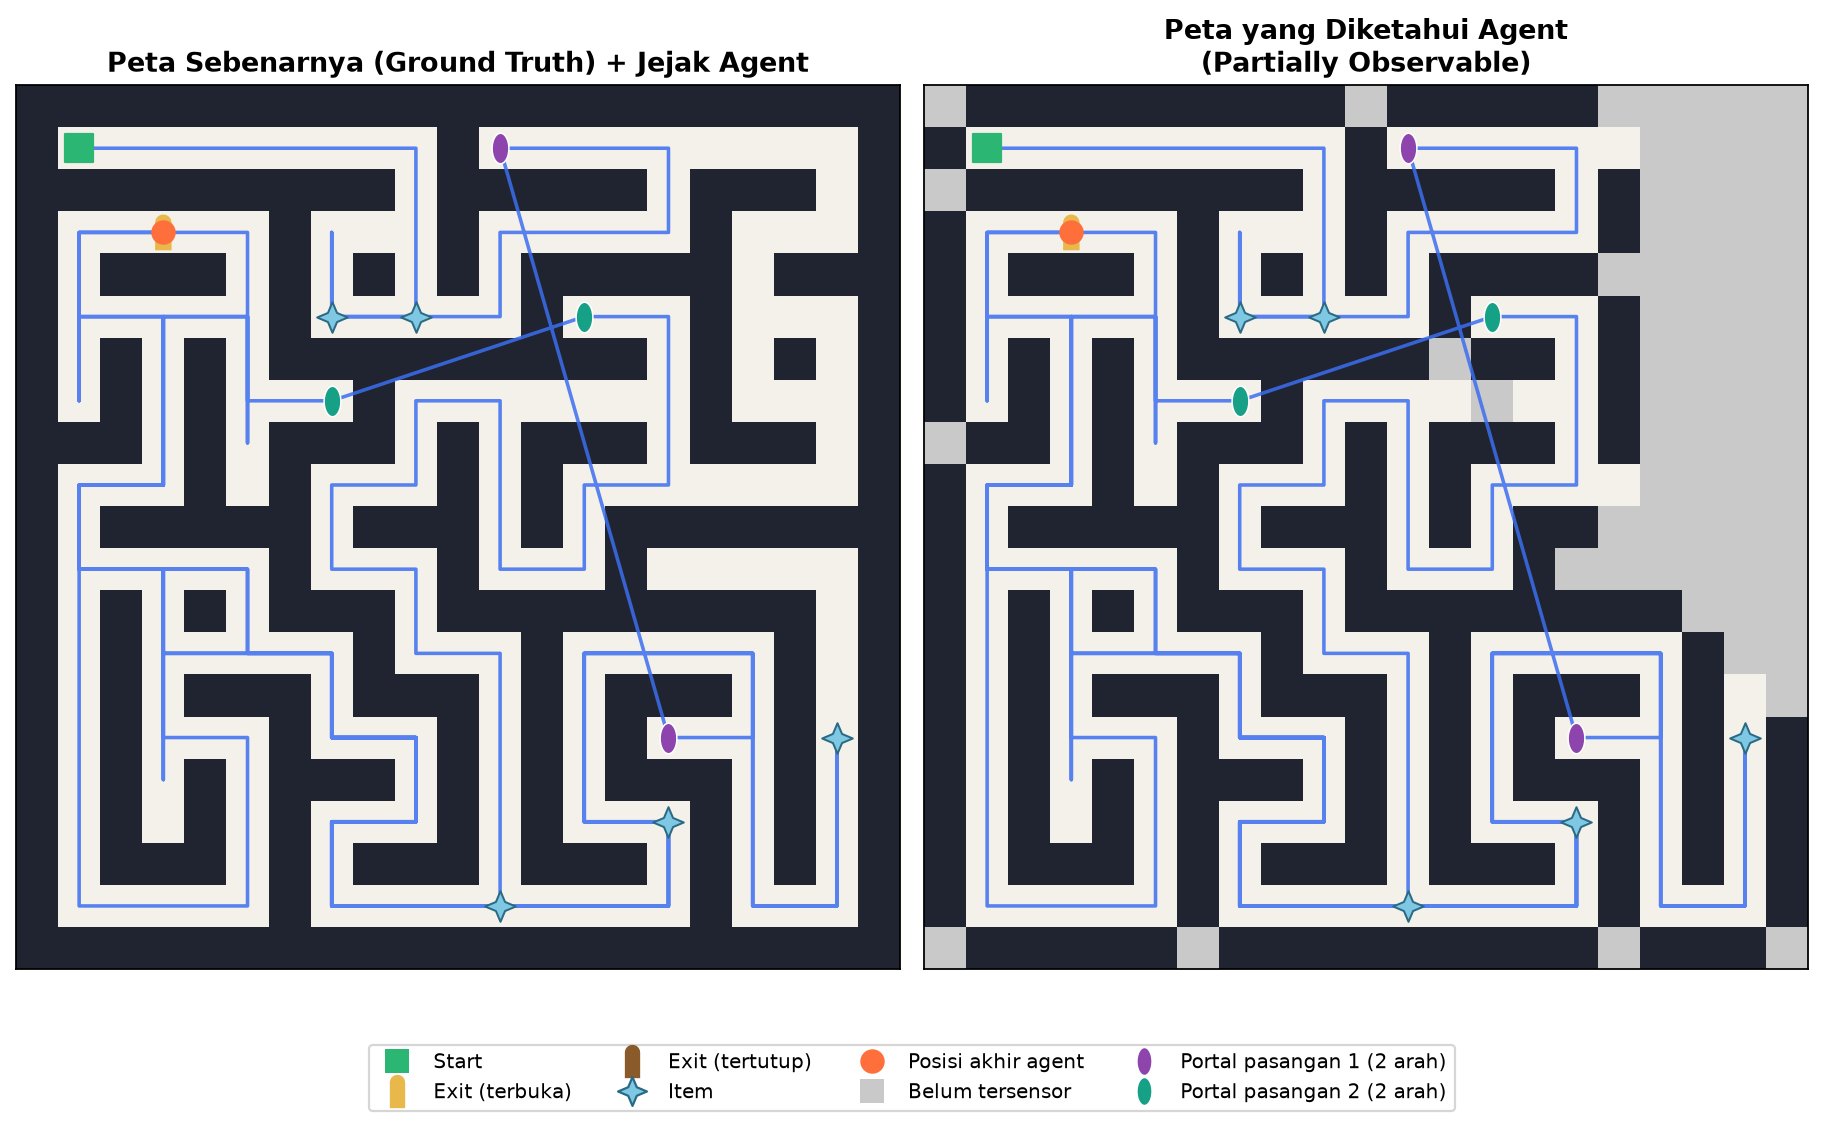 Peta Sebenarnya (Ground Truth) + Jejak Agent
Peta yang Diketahui Agent
(Partially Observable)
Start
Exit (terbuka)
Exit (tertutup)
Item
Posisi akhir agent
Belum tersensor
Portal pasangan 1 (2 arah)
Portal pasangan 2 (2 arah)